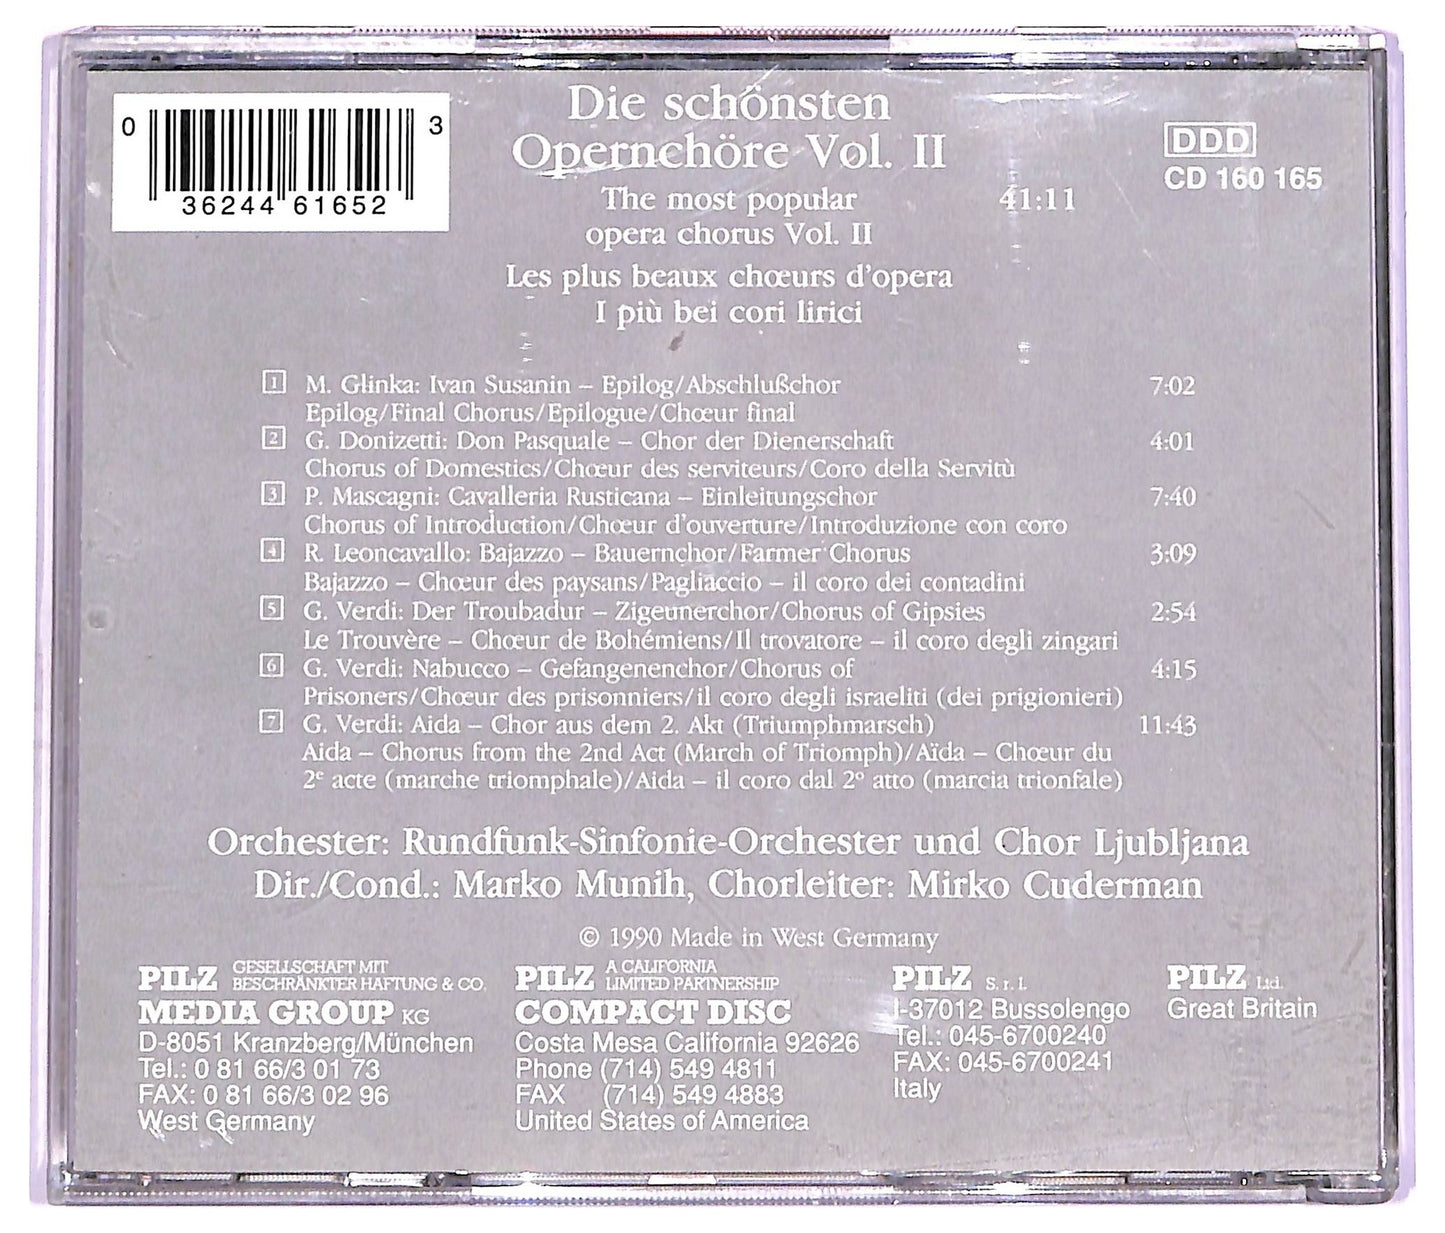 0 36244 61652 3
Die schönsten
Opernchöre Vol. II
The most popular 41:11
opera chorus Vol. II
Les plus beaux chœurs d'opera
I più bei cori lirici
DDD
CD 160 165
1 M. Glinka: Ivan Susanin – Epilog/Abschlußchor 7:02
Epilog/Final Chorus/Epilogue/Chœur final
2 G. Donizetti: Don Pasquale – Chor der Dienerschaft 4:01
Chorus of Domestics/Chœur des serviteurs/Coro della Servitù
3 P. Mascagni: Cavalleria Rusticana – Einleitungschor 7:40
Chorus of Introduction/Chœur d'ouverture/Introduzione con coro
4 R. Leoncavallo: Bajazzo – Bauernchor/Farmer Chorus 3:09
Bajazzo – Chœur des paysans/Pagliaccio – il coro dei contadini
5 G. Verdi: Der Troubadur – Zigeunerchor/Chorus of Gipsies 2:54
Le Trouvère – Chœur de Bohémiens/Il trovatore – il coro degli zingari
6 G. Verdi: Nabucco – Gefangenenchor/Chorus of 4:15
Prisoners/Chœur des prisonniers/il coro degli israeliti (dei prigionieri)
7 G. Verdi: Aida – Chor aus dem 2. Akt (Triumphmarsch) 11:43
Aida – Chorus from the 2nd Act (March of Triomph)/Aïda – Chœur du
2e acte (marche triomphale)/Aida – il coro dal 2o atto (marcia trionfale)
Orchester: Rundfunk-Sinfonie-Orchester und Chor Ljubljana
Dir./Cond.: Marko Munih, Chorleiter: Mirko Cuderman
© 1990 Made in West Germany
PILZ GESELLSCHAFT MIT
BESCHRÄNKTER HAFTUNG & CO.
MEDIA GROUP KG
D-8051 Kranzberg/München
Tel.: 0 81 66/3 01 73
FAX: 0 81 66/3 02 96
West Germany
PILZ A CALIFORNIA
LIMITED PARTNERSHIP
COMPACT DISC
Costa Mesa California 92626
Phone (714) 549 4811
FAX (714) 549 4883
United States of America
PILZ S.r.l.
I-37012 Bussolengo
Tel.: 045-6700240
FAX: 045-6700241
Italy
PILZ Ltd.
Great Britain